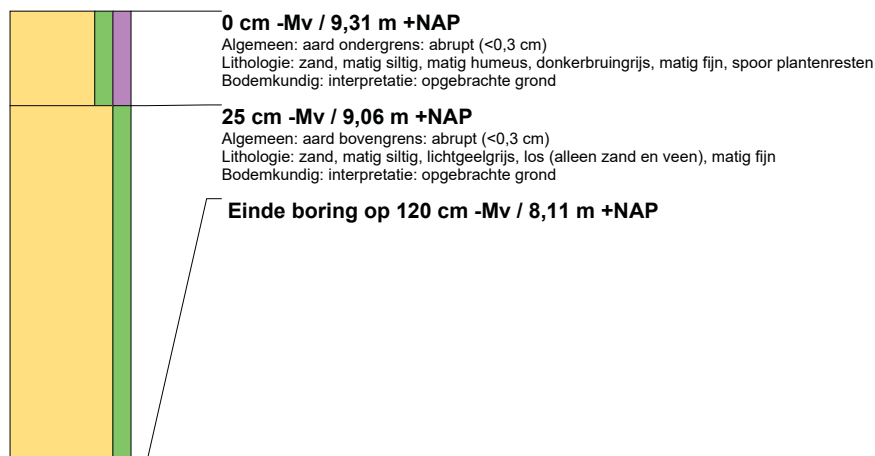 0 cm -Mv / 9,31 m +NAP
Algemeen: aard ondergrens: abrupt (<0,3 cm)
Lithologie: zand, matig siltig, matig humeus, donkerbruingrijs, matig fijn, spoor plantenresten
Bodemkundig: interpretatie: opgebrachte grond
25 cm -Mv / 9,06 m +NAP
Algemeen: aard bovengrens: abrupt (<0,3 cm)
Lithologie: zand, matig siltig, lichtgeelgrijs, los (alleen zand en veen), matig fijn
Bodemkundig: interpretatie: opgebrachte grond
Einde boring op 120 cm -Mv / 8,11 m +NAP